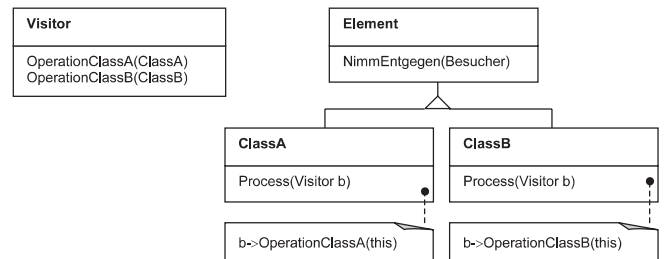 Visitor
OperationClassA(ClassA)
OperationClassB(ClassB)
Element
NimmEntgegen(Besucher)
ClassA
Process(Visitor b)
b->OperationClassA(this)
ClassB
Process(Visitor b)
b->OperationClassB(this)